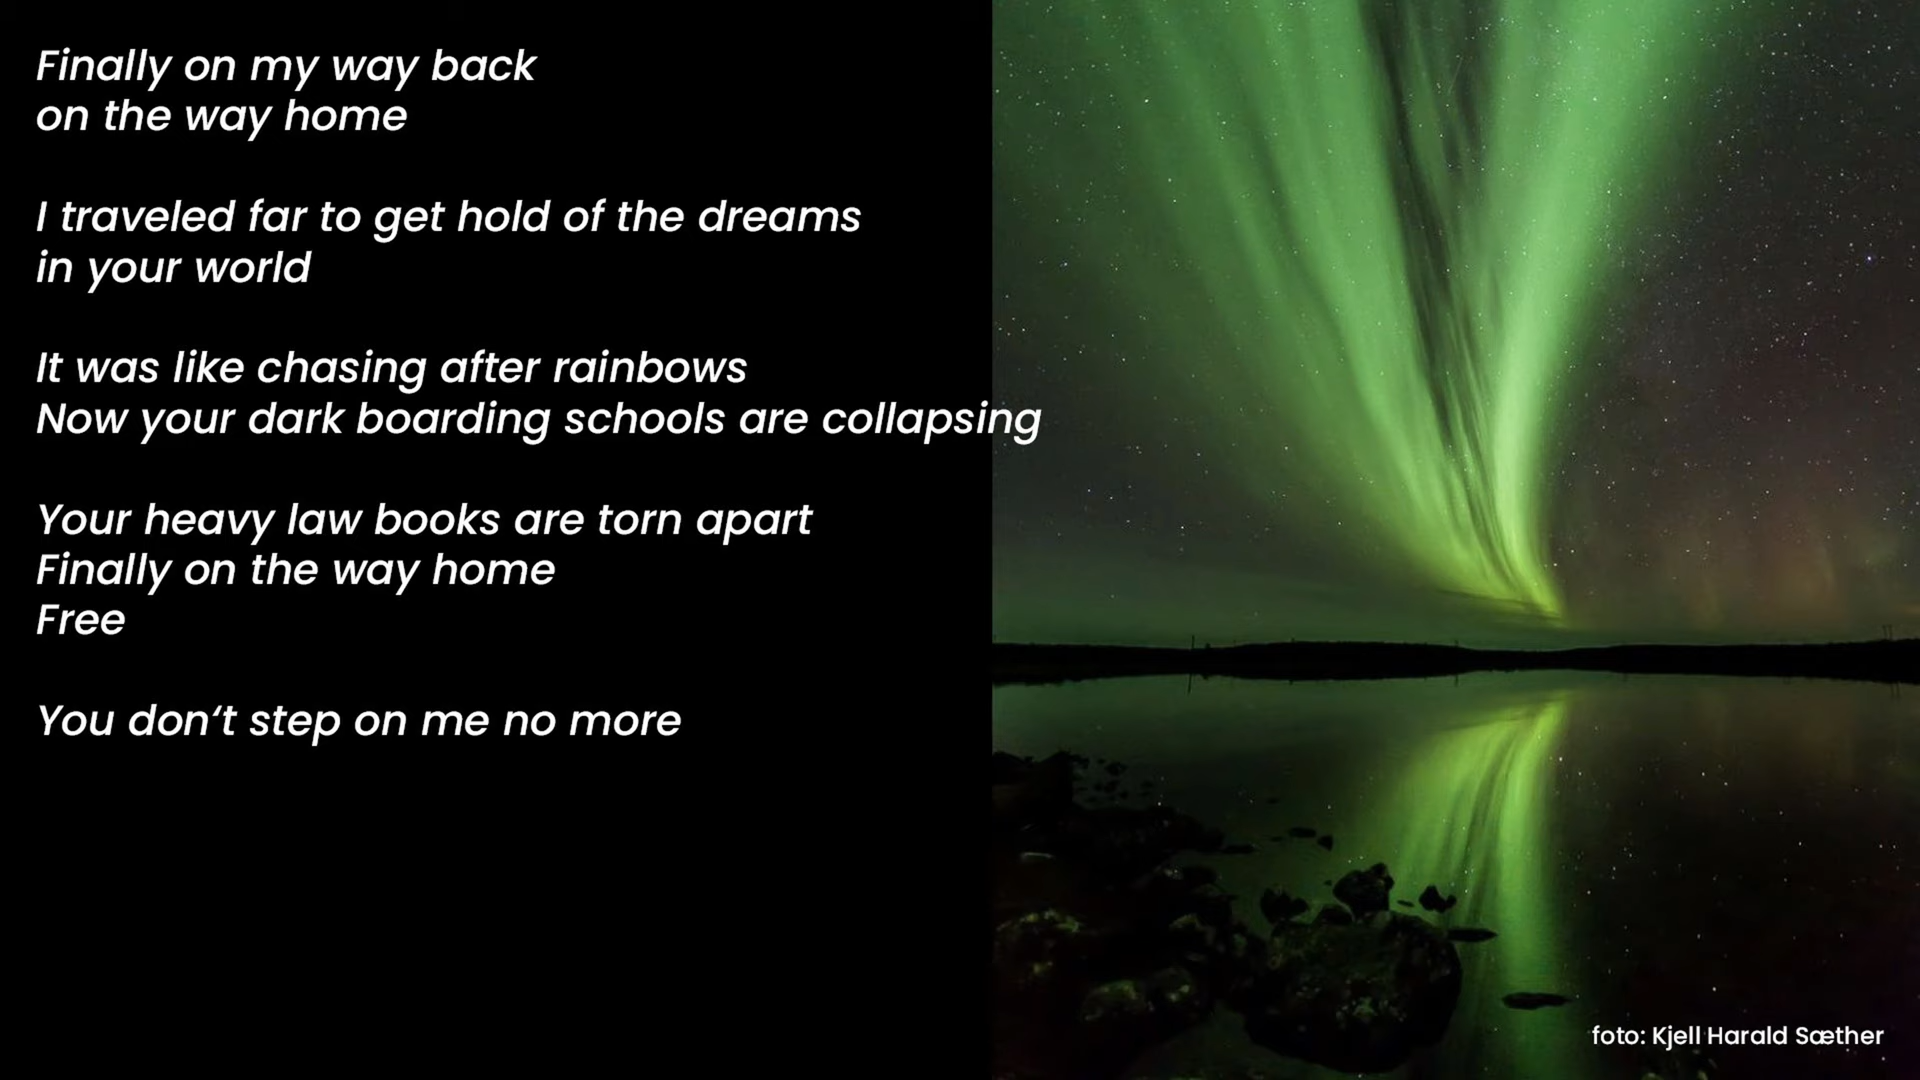 Finally on my way back
on the way home
I traveled far to get hold of the dreams
in your world
It was like chasing after rainbows
Now your dark boarding schools are collapsing
Your heavy law books are torn apart
Finally on the way home
Free
You don‘t step on me no more
foto: Kjell Harald Sæther